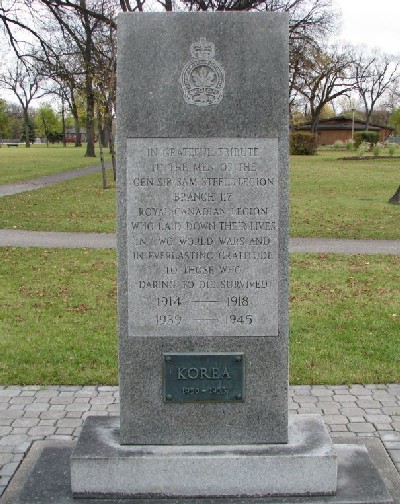 IN GRATEFUL TRIBUTE
TO THE MEN OF THE
GEN. SIR SAM STEELE LEGION
BRANCH 117
ROYAL CANADIAN LEGION
WHO LAID DOWN THEIR LIVES
IN TWO WORLD WARS AND
IN EVERLASTING GRATITUDE
TO THOSE WHO
DARING TO DIE SURVIVED
1914 — 1918
1939 — 1945
KOREA
1950 - 1953